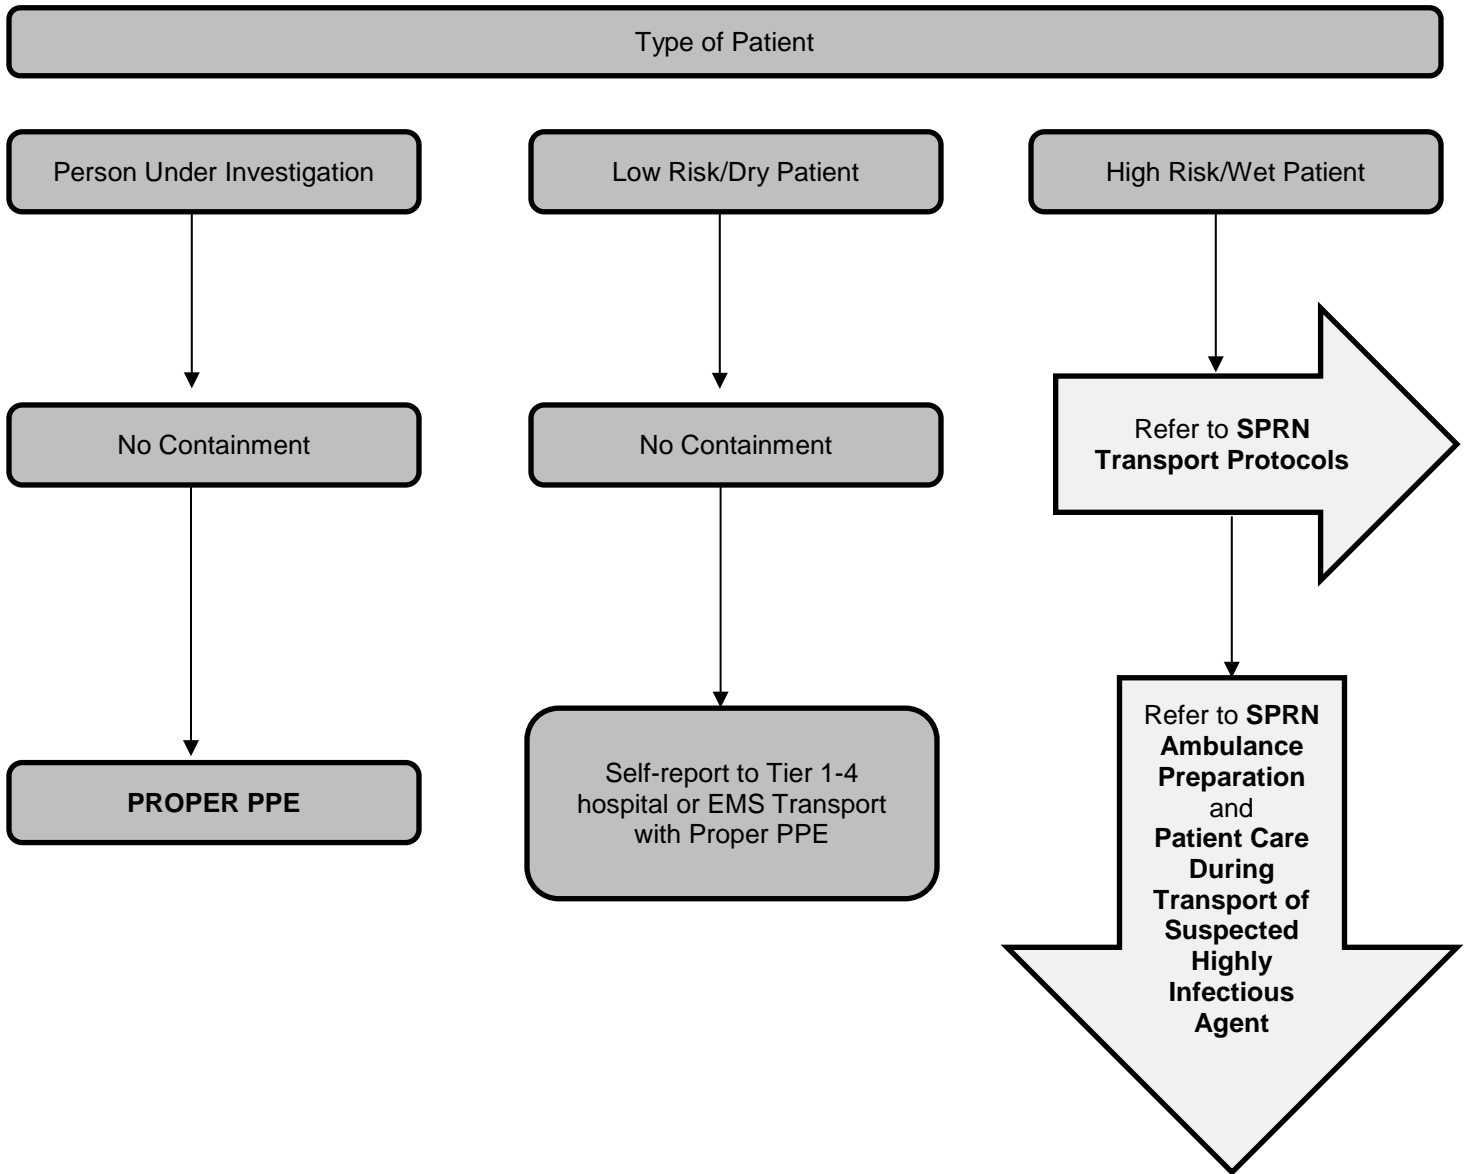 Type of Patient
Person Under Investigation
Low Risk/Dry Patient
High Risk/Wet Patient
No Containment
No Containment
Refer to SPRN
Transport Protocols
PROPER PPE
Self-report to Tier 1-4
hospital or EMS Transport
with Proper PPE
Refer to SPRN
Ambulance
Preparation
and
Patient Care
During
Transport of
Suspected
Highly
Infectious
Agent